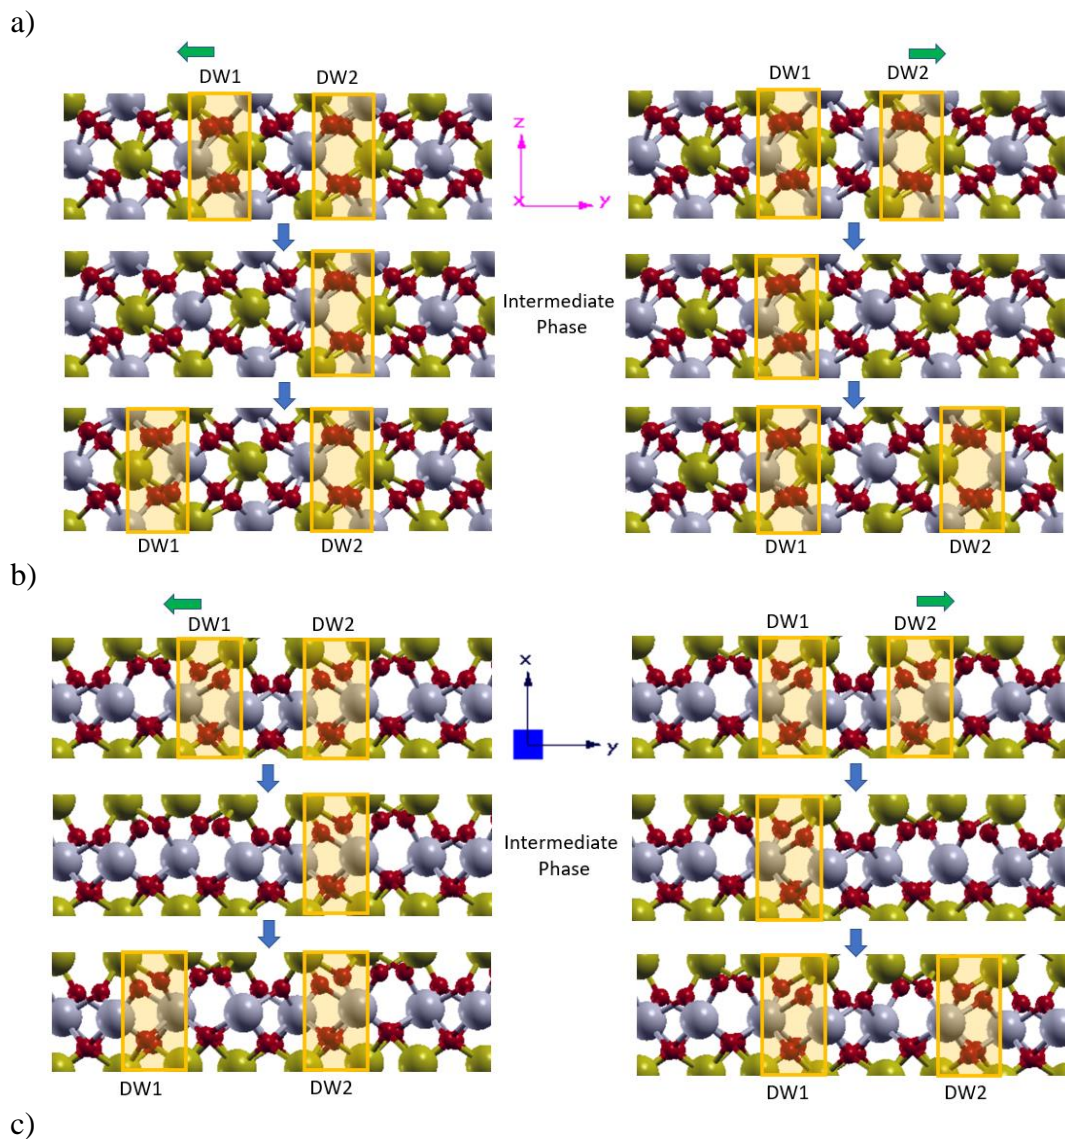 a)
DW1 DW2 DW1 DW2
z
x y
Intermediate
Phase
DW1 DW2 DW1 DW2
b)
DW1 DW2 DW1 DW2
x
y
Intermediate
Phase
DW1 DW2 DW1 DW2
c)